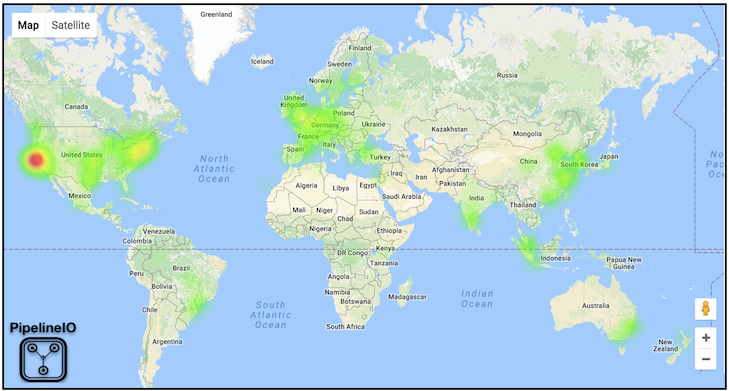 Map
Satellite
Greenland
Iceland
Finland
Sweden
Norway
Russia
Canada
United
Kingdom
Poland
Germany
Ukraine
France
Kazakhstan
Mongolia
United States
Spain
Italy
Turkey
China
South Korea
Japan
North
Atlantic
Ocean
Mexico
Algeria
Libya
Egypt
Iraq
Iran
Afghanistan
Pakistan
Saudi Arabia
India
Thailand
Mali
Niger
Chad
Sudan
Nigeria
Ethiopia
Venezuela
Colombia
DR Congo
Kenya
Tanzania
Indonesia
Papua New
Guinea
Peru
Brazil
Bolivia
Angola
Namibia
Botswana
Madagascar
South
Atlantic
Ocean
Indian
Ocean
Australia
Chile
Argentina
South Africa
New
Zealand
No
Pac
Oc
PipelineIO
+
−